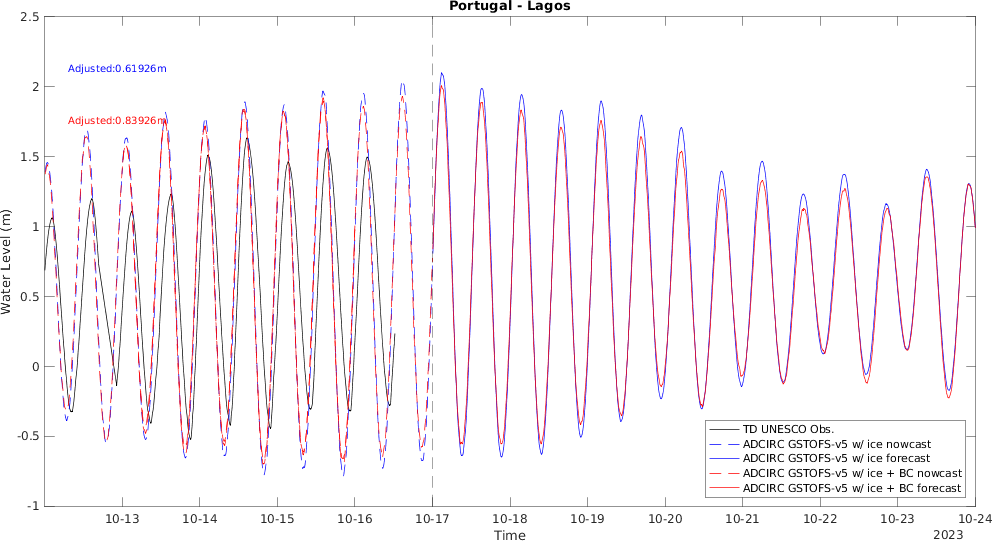 Portugal - Lagos
2.5
2
1.5
1
0.5
0
-0.5
-1
Water Level (m)
Adjusted:0.61926m
Adjusted:0.83926m
TD UNESCO Obs.
ADCIRC GSTOFS-v5 w/ ice nowcast
ADCIRC GSTOFS-v5 w/ ice forecast
ADCIRC GSTOFS-v5 w/ ice + BC nowcast
ADCIRC GSTOFS-v5 w/ ice + BC forecast
10-13 10-14 10-15 10-16 10-17 10-18 10-19 10-20 10-21 10-22 10-23 10-24
Time
2023